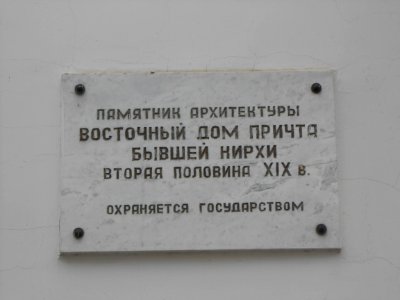 ПАМЯТНИК АРХИТЕКТУРЫ
ВОСТОЧНЫЙ ДОМ ПРИЧТА
БЫВШЕЙ КИРХИ
ВТОРАЯ ПОЛОВИНА XIX В.
ОХРАНЯЕТСЯ ГОСУДАРСТВОМ